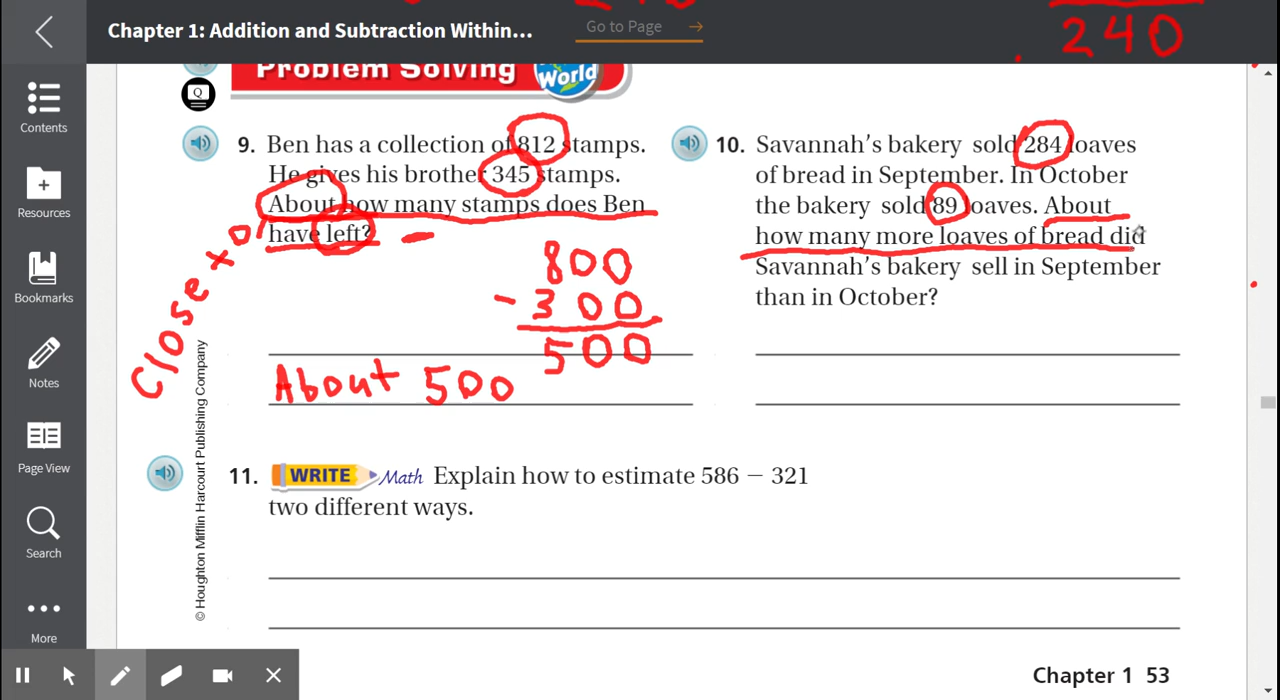 Chapter 1: Addition and Subtraction Within...
Go to Page
240
Contents
Resources
Bookmarks
Notes
Page View
Search
More
Problem Solving
World
9. Ben has a collection of 812 stamps.
He gives his brother 345 stamps.
About how many stamps does Ben
have left? -
Close to
800
- 300
500
About 500
10. Savannah's bakery sold 284 loaves
of bread in September. In October
the bakery sold 89 loaves. About
how many more loaves of bread did
Savannah's bakery sell in September
than in October?
11. WRITE Math Explain how to estimate 586 − 321
two different ways.
© Houghton Mifflin Harcourt Publishing Company
Chapter 1 53